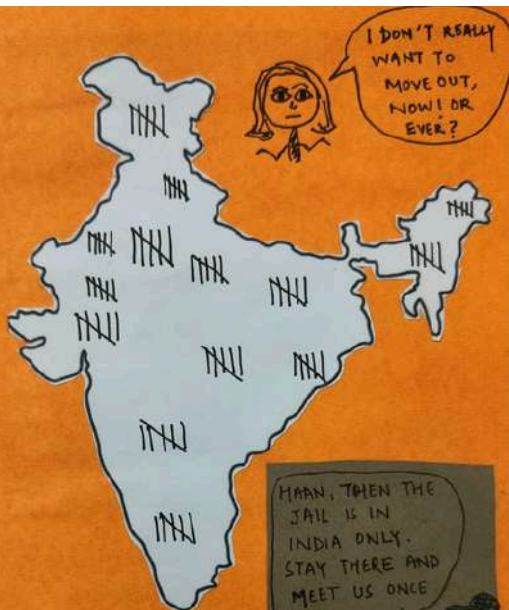 I DON'T REALLY
WANT TO
MOVE OUT,
NOW! OR
EVER?
HAAN, THEN THE
JAIL IS IN
INDIA ONLY.
STAY THERE AND
MEET US ONCE